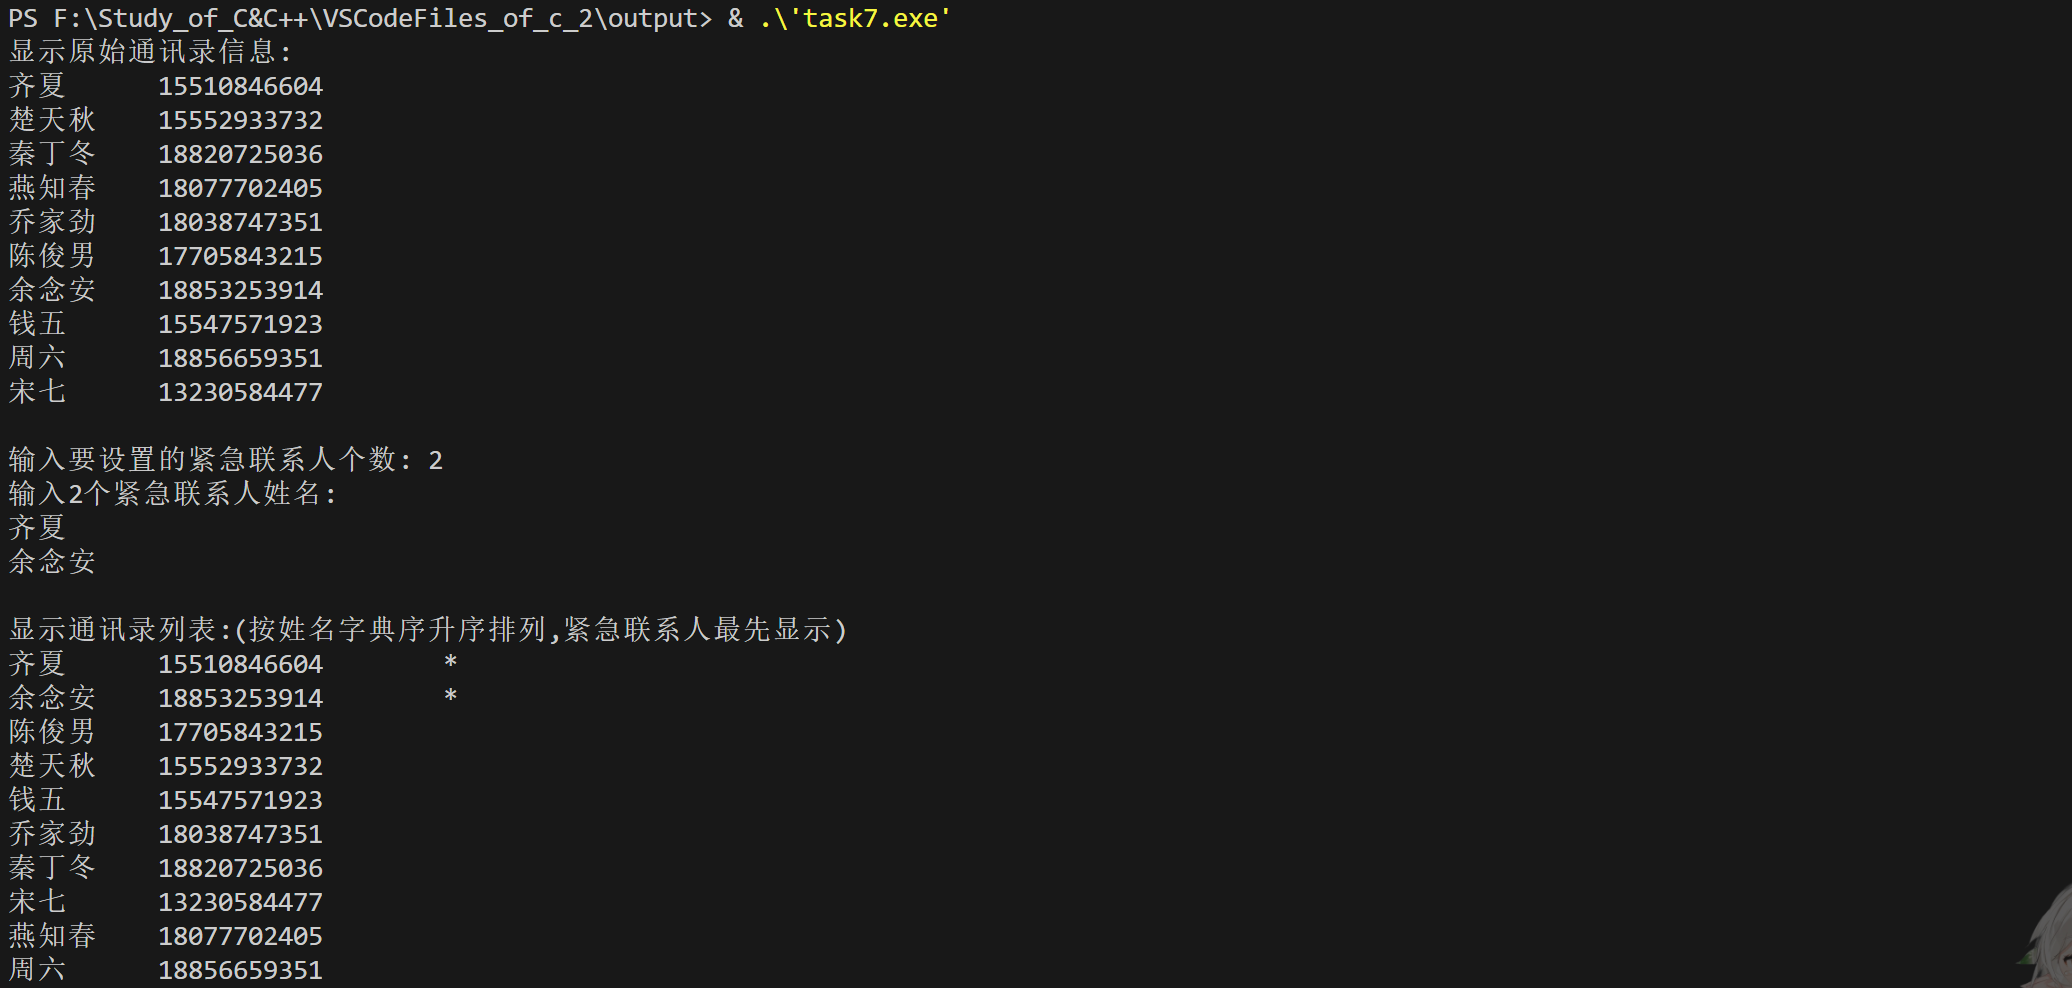 PS F:\Study_of_C&C++\VSCodeFiles_of_c_2\output> & .\'task7.exe'
显示原始通讯录信息:
齐夏 15510846604
楚天秋 15552933732
秦丁冬 18820725036
燕知春 18077702405
乔家劲 18038747351
陈俊男 17705843215
余念安 18853253914
钱五 15547571923
周六 18856659351
宋七 13230584477
输入要设置的紧急联系人个数: 2
输入2个紧急联系人姓名:
齐夏
余念安
显示通讯录列表:(按姓名字典序升序排列,紧急联系人最先显示)
齐夏 15510846604 *
余念安 18853253914 *
陈俊男 17705843215
楚天秋 15552933732
钱五 15547571923
乔家劲 18038747351
秦丁冬 18820725036
宋七 13230584477
燕知春 18077702405
周六 18856659351